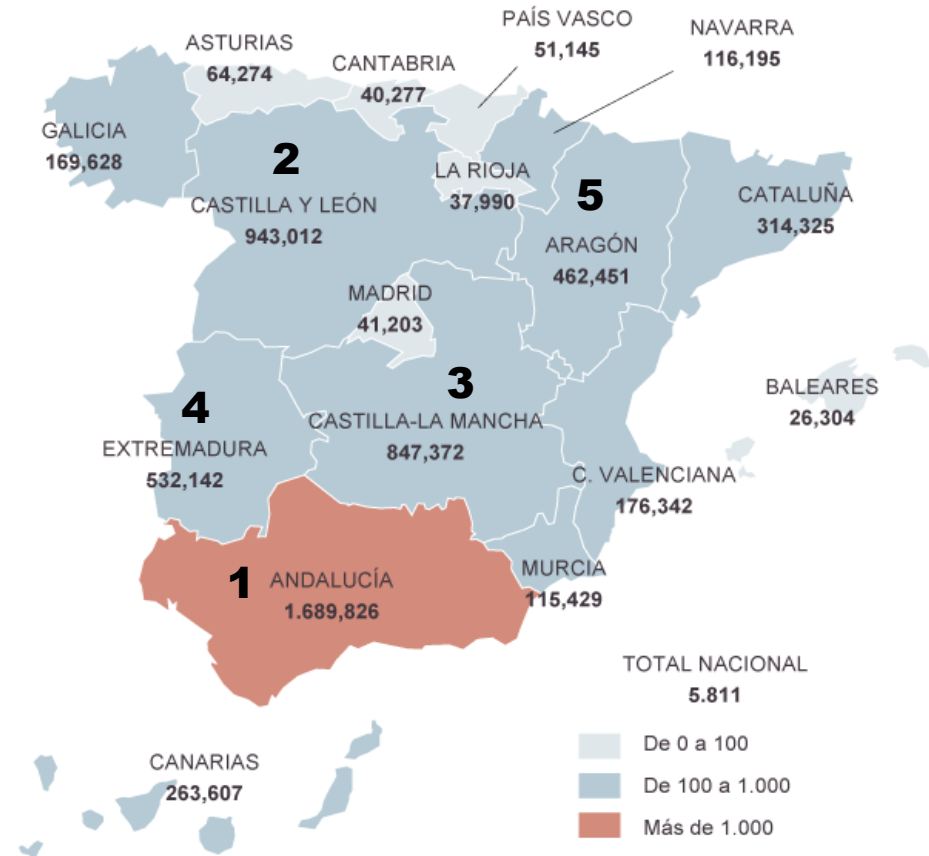 PAÍS VASCO
51,145
NAVARRA
116,195
ASTURIAS
64,274
CANTABRIA
40,277
GALICIA
169,628
2
CASTILLA Y LEÓN
943,012
LA RIOJA
37,990
5
ARAGÓN
462,451
CATALUÑA
314,325
MADRID
41,203
3
CASTILLA-LA MANCHA
847,372
4
EXTREMADURA
532,142
BALEARES
26,304
C. VALENCIANA
176,342
1
ANDALUCÍA
1.689,826
MURCIA
115,429
TOTAL NACIONAL
5.811
CANARIAS
263,607
De 0 a 100
De 100 a 1.000
Más de 1.000